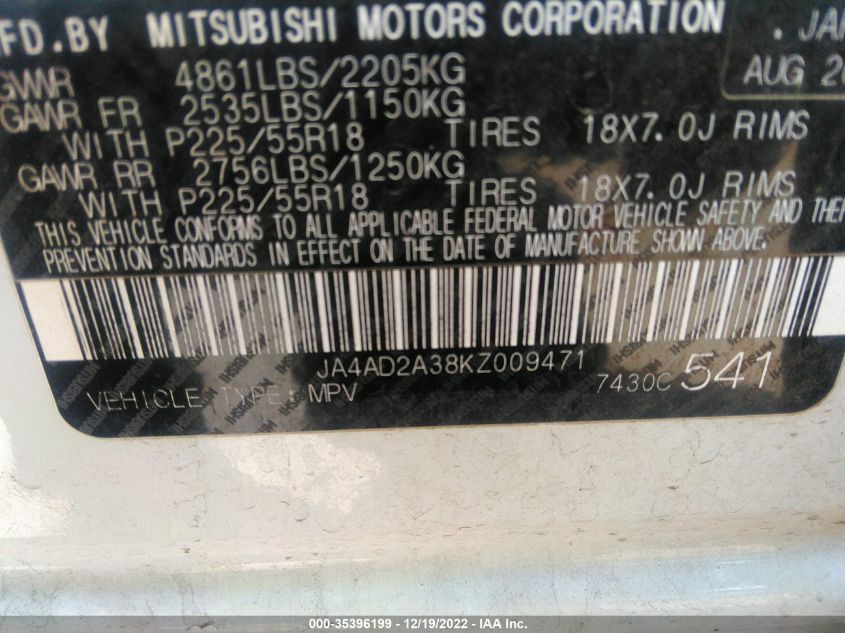 FD.BY MITSUBISHI MOTORS CORPORATION
.JAP
AUG 20
GVWR 4861LBS/2205KG
GAWR FR 2535LBS/1150KG
WITH P225/55R18 TIRES 18X7.0J RIMS
GAWR RR 2756LBS/1250KG
WITH P225/55R18 TIRES 18X7.0J RIMS
THIS VEHICLE CONFORMS TO ALL APPLICABLE FEDERAL MOTOR VEHICLE SAFETY AND THEF
PREVENTION STANDARDS IN EFFECT ON THE DATE OF MANUFACTURE SHOWN ABOVE.
JA4AD2A38KZ009471
VEHICLE TYPE: MPV 7430C 541
000-35396199 - 12/19/2022 - IAA Inc.